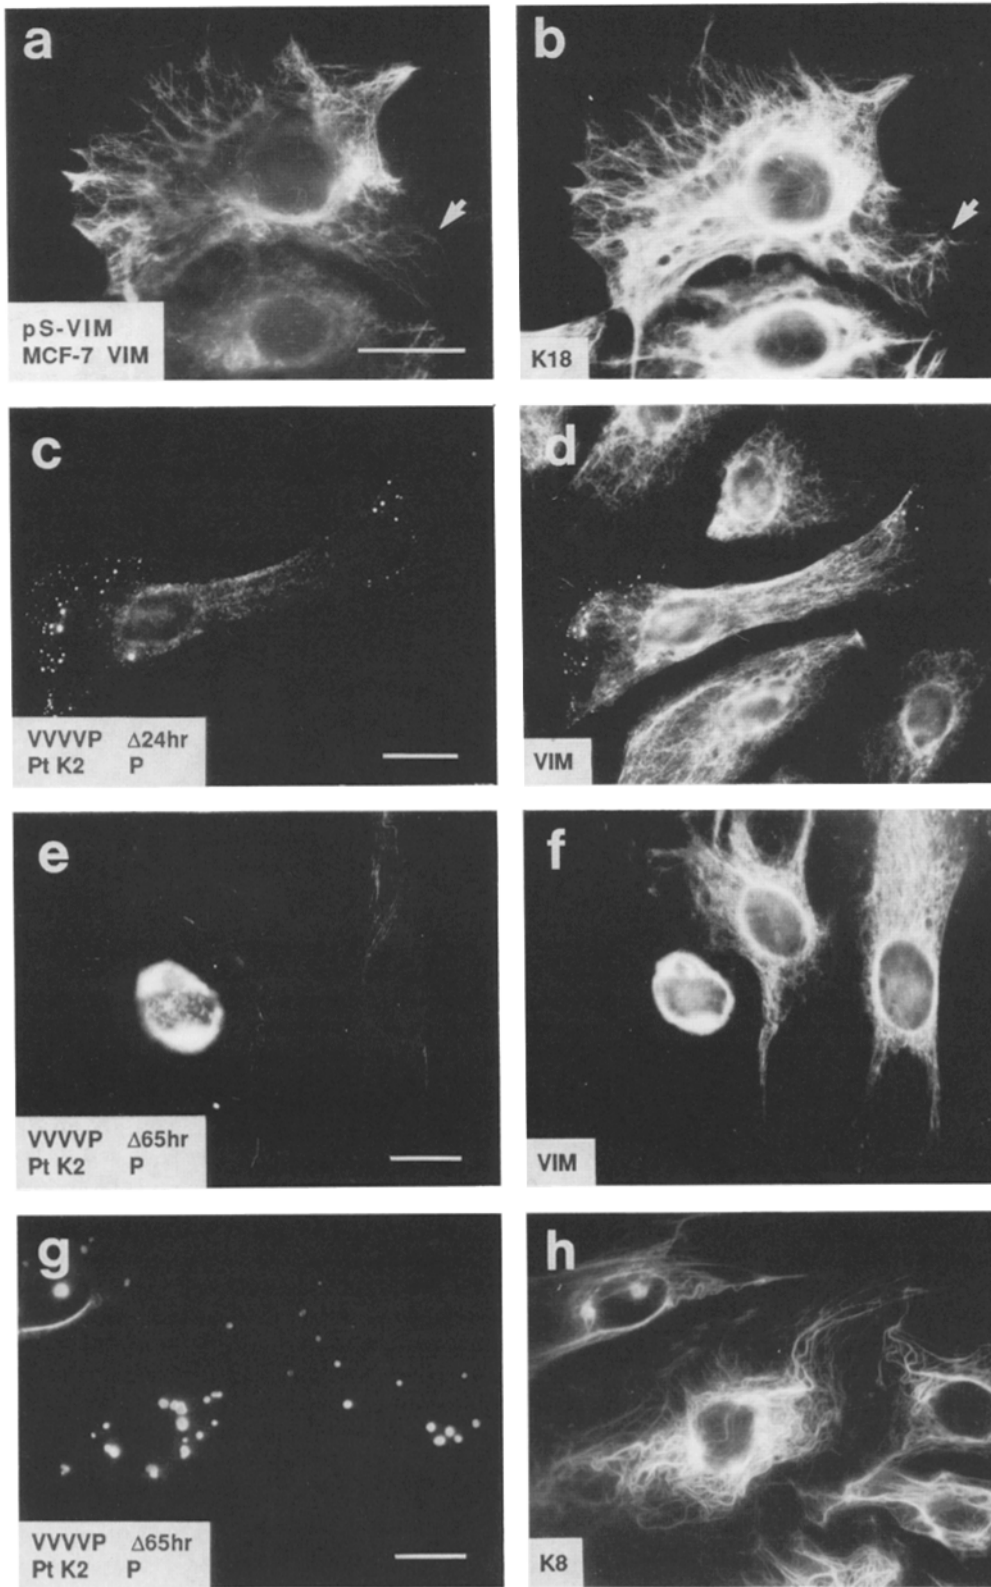 a
pS-VIM
MCF-7 VIM
b
K18
c
VVVVP Δ24hr
Pt K2 P
d
VIM
e
VVVVP Δ65hr
Pt K2 P
f
VIM
g
VVVVP Δ65hr
Pt K2 P
h
K8